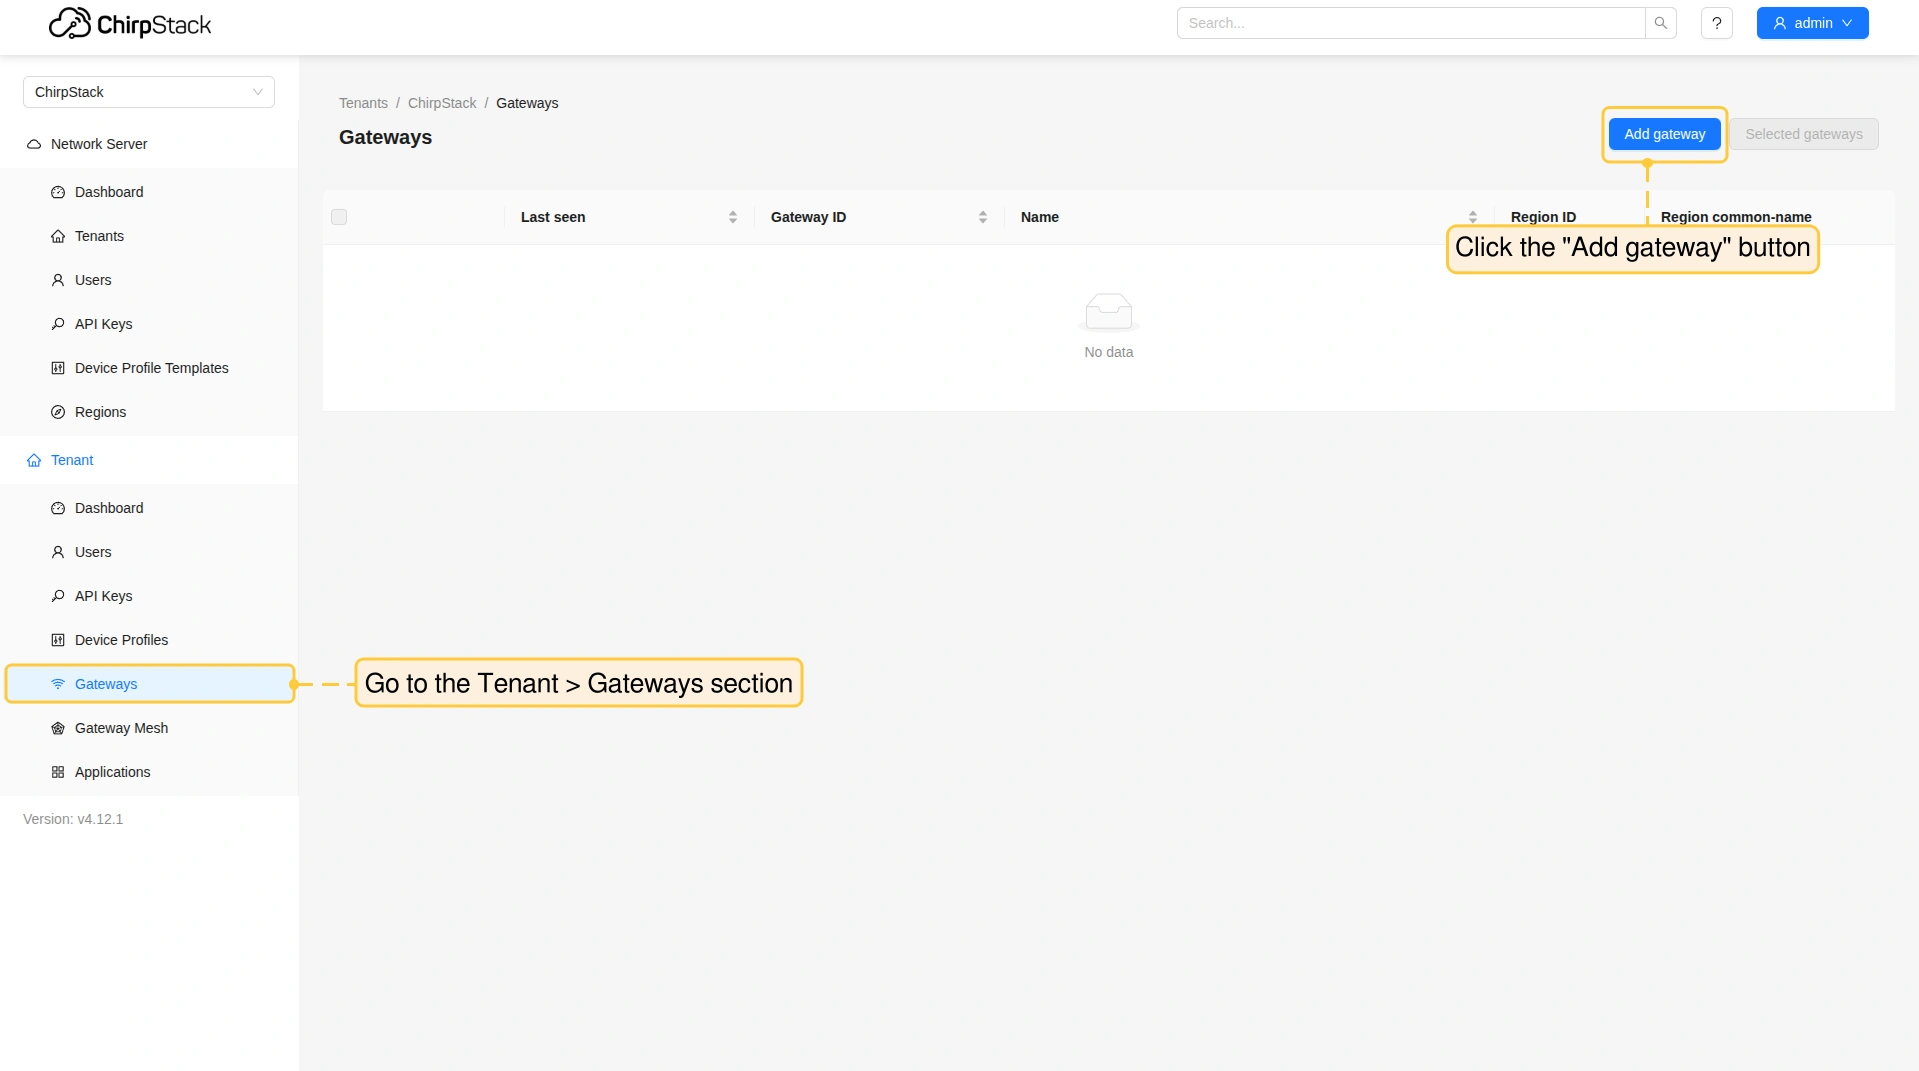 ChirpStack
Search...
?
admin
ChirpStack
Network Server
Dashboard
Tenants
Users
API Keys
Device Profile Templates
Regions
Tenant
Dashboard
Users
API Keys
Device Profiles
Gateways
Gateway Mesh
Applications
Version: v4.12.1
Tenants / ChirpStack / Gateways
Gateways
Add gateway
Selected gateways
Last seen
Gateway ID
Name
Region ID
Region common-name
Click the "Add gateway" button
No data
Go to the Tenant > Gateways section